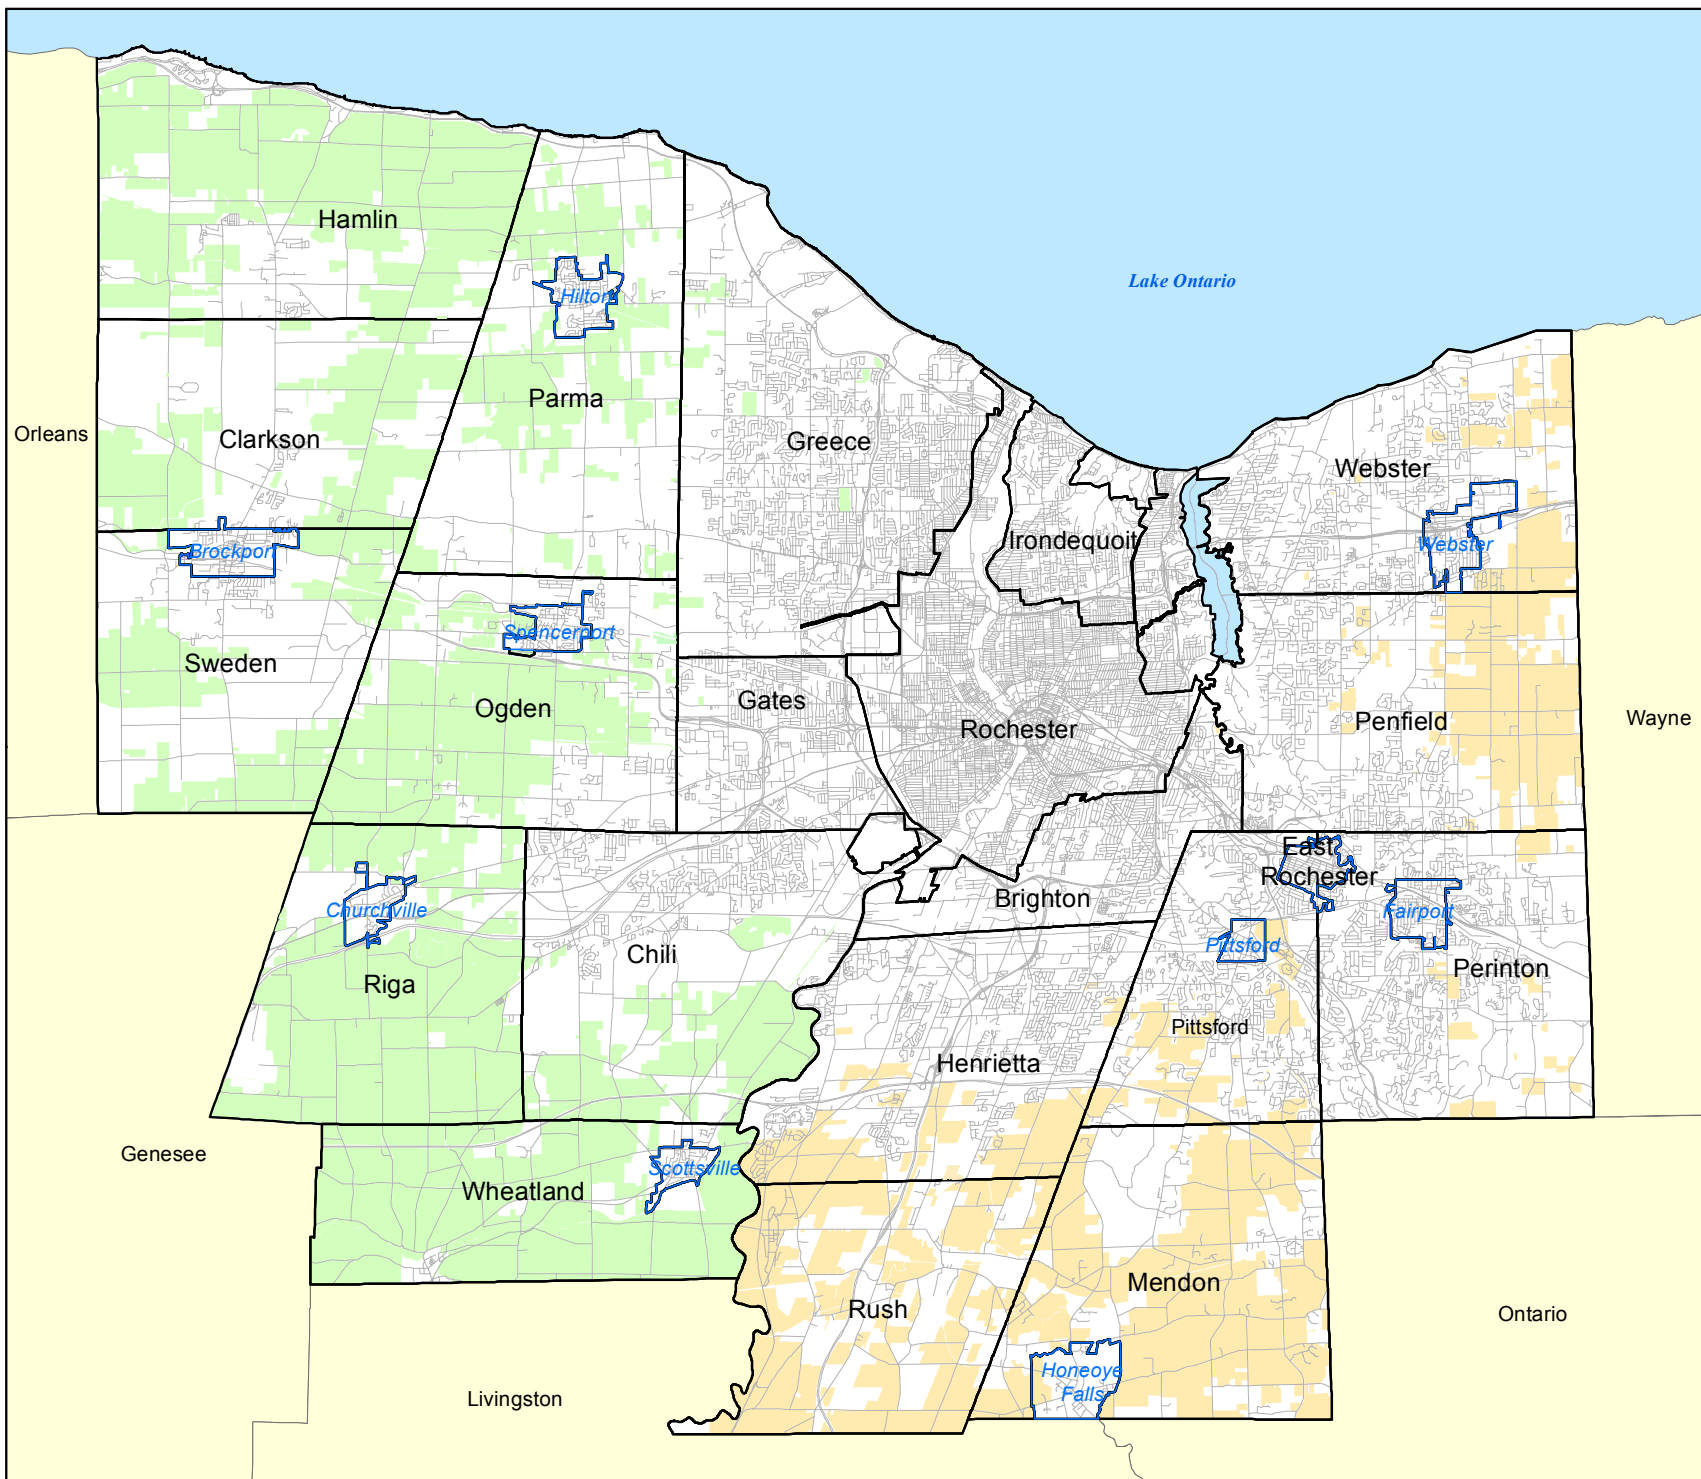 Hamlin
Lake Ontario
Hilton
Parma
Orleans
Clarkson
Greece
Webster
Brockport
Irondequoit
Webster
Spencerport
Sweden
Ogden
Gates
Rochester
Penfield
Wayne
East
Rochester
Churchville
Brighton
Fairport
Chili
Pittsford
Riga
Perinton
Pittsford
Henrietta
Genesee
Scottsville
Wheatland
Mendon
Rush
Ontario
Honeoye
Falls
Livingston